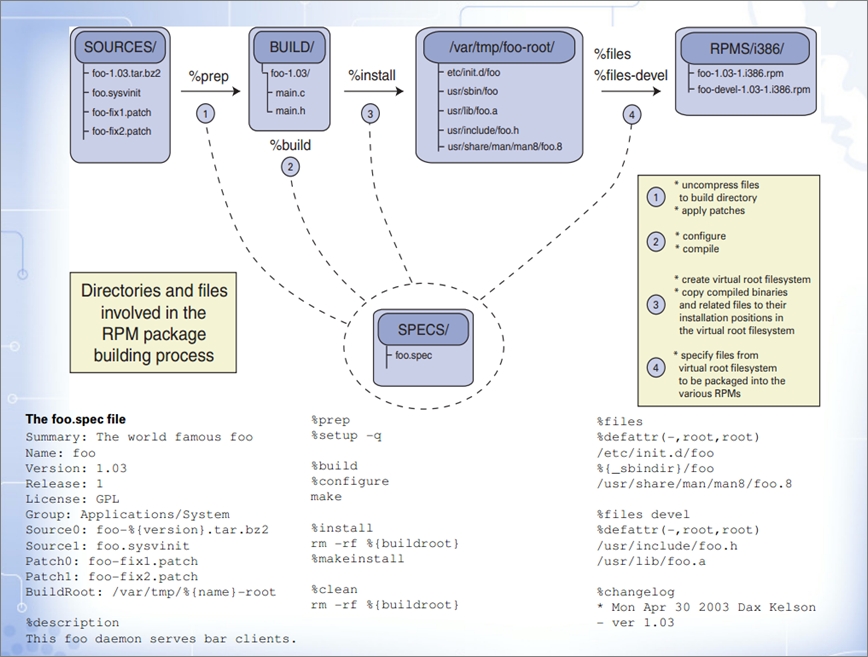 SOURCES/
foo-1.03.tar.bz2
foo.sysvinit
foo-fix1.patch
foo-fix2.patch
%prep
1
BUILD/
foo-1.03/
main.c
main.h
%build
2
%install
3
/var/tmp/foo-root/
etc/init.d/foo
usr/sbin/foo
usr/lib/foo.a
usr/include/foo.h
usr/share/man/man8/foo.8
%files
%files-devel
4
RPMS/i386/
foo-1.03-1.i386.rpm
foo-devel-1.03-1.i386.rpm
1
* uncompress files
to build directory
* apply patches
2
* configure
* compile
3
* create virtual root filesystem
* copy compiled binaries
and related files to their
installation positions in
the virtual root filesystem
4
* specify files from
virtual root filesystem
to be packaged into the
various RPMs
Directories and files
involved in the
RPM package
building process
SPECS/
foo.spec
The foo.spec file
Summary: The world famous foo
Name: foo
Version: 1.03
Release: 1
License: GPL
Group: Applications/System
Source0: foo-%{version}.tar.bz2
Source1: foo.sysvinit
Patch0: foo-fix1.patch
Patch1: foo-fix2.patch
BuildRoot: /var/tmp/%{name}-root
%description
This foo daemon serves bar clients.
%prep
%setup -q
%build
%configure
make
%install
rm -rf %{buildroot}
%makeinstall
%clean
rm -rf %{buildroot}
%files
%defattr(-,root,root)
/etc/init.d/foo
%{_sbindir}/foo
/usr/share/man/man8/foo.8
%files devel
%defattr(-,root,root)
/usr/include/foo.h
/usr/lib/foo.a
%changelog
* Mon Apr 30 2003 Dax Kelson
- ver 1.03